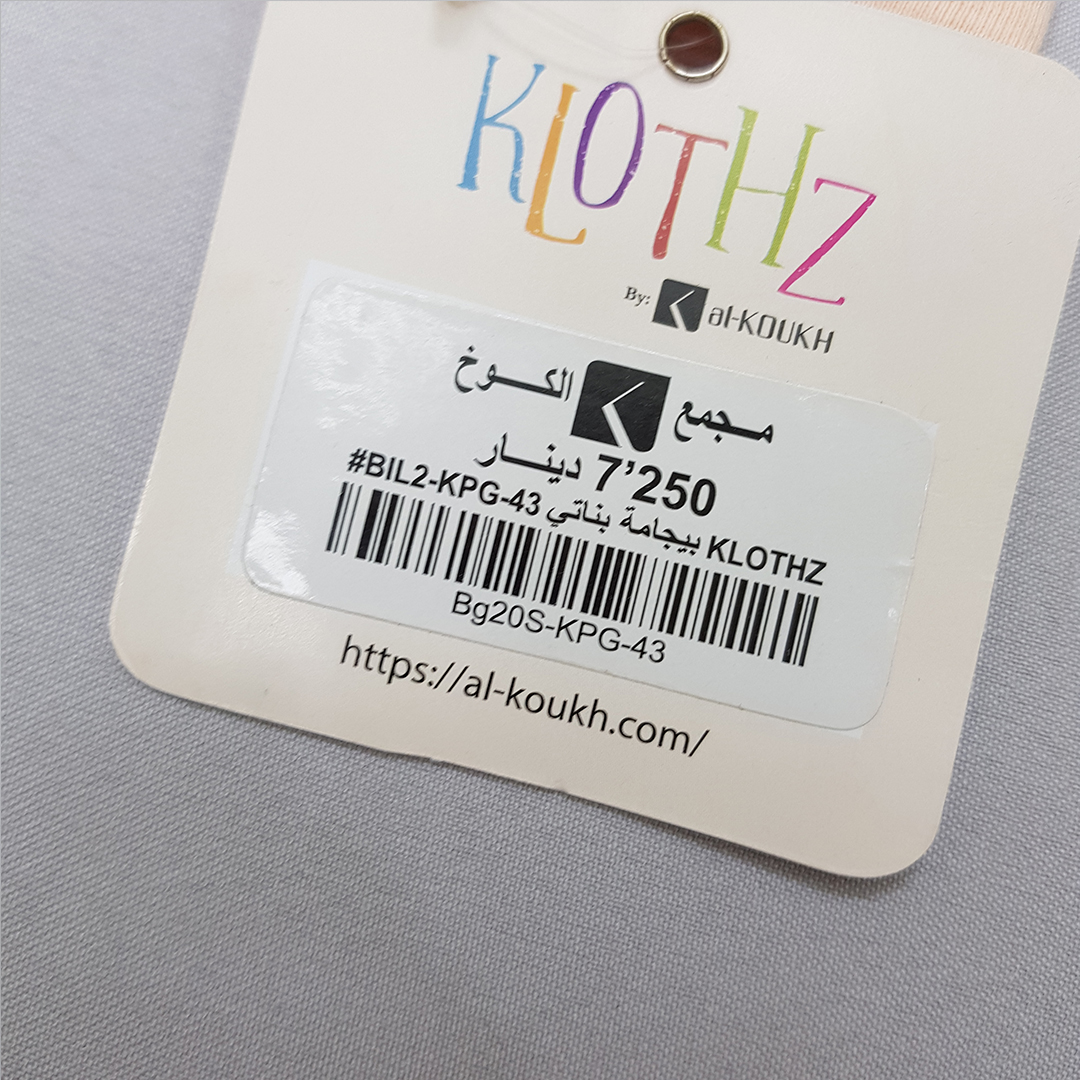 KLOTHZ
By: al-KOUKH
مجمع الكوخ
7'250 دينار
KLOTHZ بيجامة بناتي #BIL2-KPG-43
Bg20S-KPG-43
https://al-koukh.com/